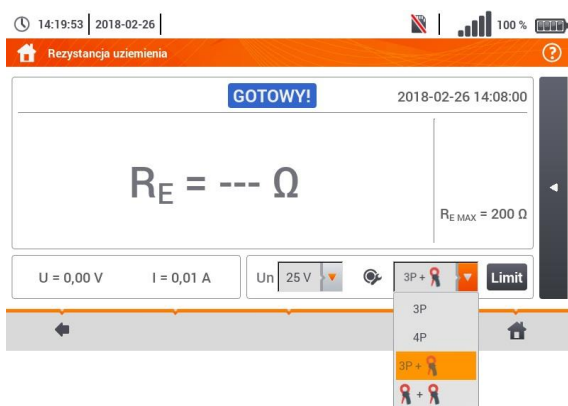 14:19:53 2018-02-26 100 %
Rezystancja uziemienia ?
GOTOWY! 2018-02-26 14:08:00
RE = --- Ω
RE MAX = 200 Ω
U = 0,00 V I = 0,01 A Un 25 V 3P + Limit
3P
4P
3P +
+